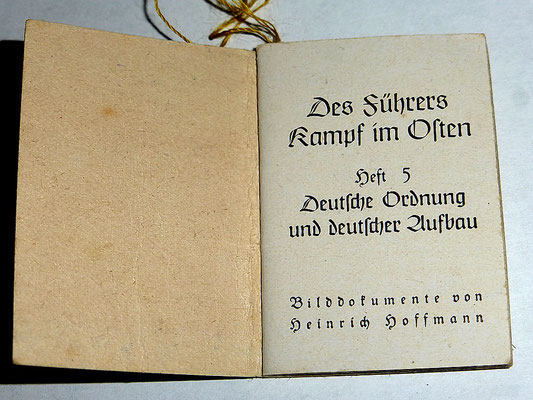 Des Führers
Kampf im Oſten
Heft 5
Deutſche Ordnung
und deutſcher Aufbau
Bilddokumente von
Heinrich Hoffmann